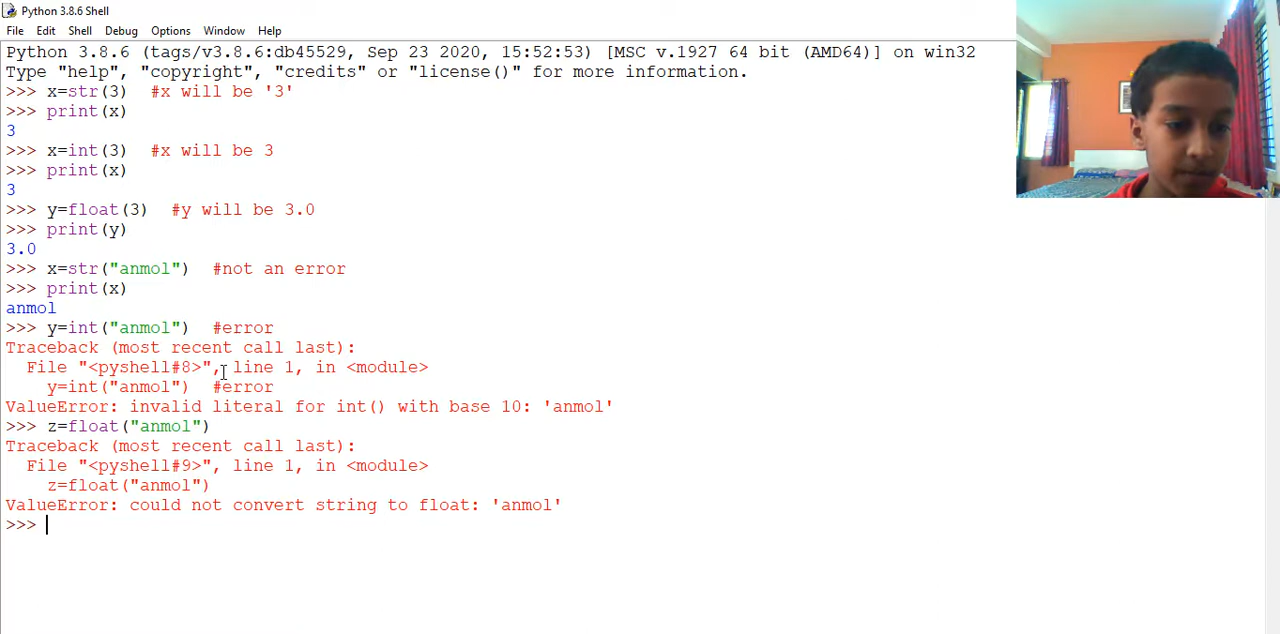 Python 3.8.6 Shell
File Edit Shell Debug Options Window Help
Python 3.8.6 (tags/v3.8.6:db45529, Sep 23 2020, 15:52:53) [MSC v.1927 64 bit (AMD64)] on win32
Type "help", "copyright", "credits" or "license()" for more information.
>>> x=str(3)  #x will be '3'
>>> print(x)
3
>>> x=int(3)  #x will be 3
>>> print(x)
3
>>> y=float(3)  #y will be 3.0
>>> print(y)
3.0
>>> x=str("anmol")  #not an error
>>> print(x)
anmol
>>> y=int("anmol")  #error
Traceback (most recent call last):
  File "<pyshell#8>", line 1, in <module>
    y=int("anmol")  #error
ValueError: invalid literal for int() with base 10: 'anmol'
>>> z=float("anmol")
Traceback (most recent call last):
  File "<pyshell#9>", line 1, in <module>
    z=float("anmol")
ValueError: could not convert string to float: 'anmol'
>>>